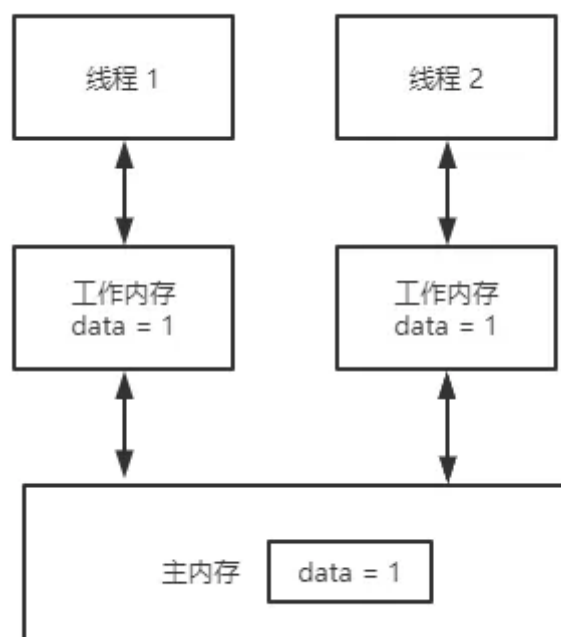 线程 1
线程 2
工作内存
data = 1
工作内存
data = 1
主内存
data = 1